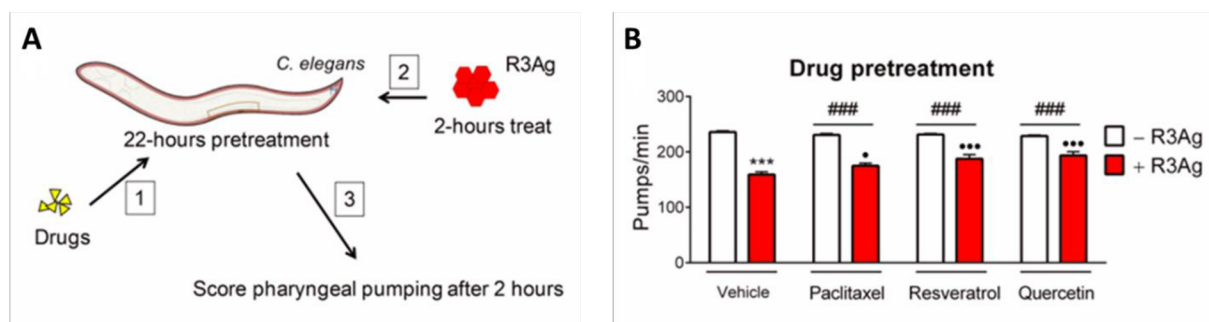 A
C. elegans
2
R3Ag
2-hours treat
22-hours pretreatment
1
Drugs
3
Score pharyngeal pumping after 2 hours
B
Drug pretreatment
300
200
100
0
Pumps/min
###
###
###
***
•
•••
•••
− R3Ag
+ R3Ag
Vehicle
Paclitaxel
Resveratrol
Quercetin